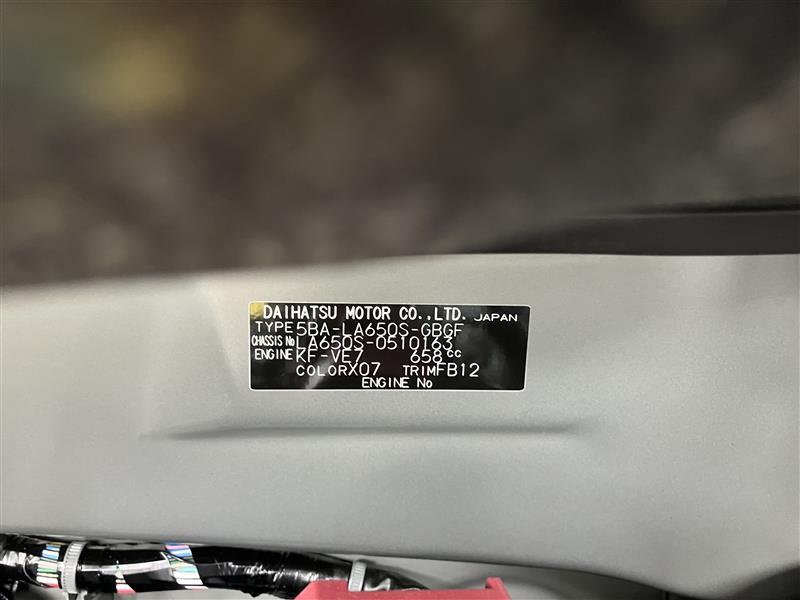 DAIHATSU MOTOR CO.,LTD. JAPAN
TYPE 5BA-LA650S-GBGF
CHASSIS No LA650S-0510163
ENGINE KF-VE7 658cc
COLOR X07 TRIM FB12
ENGINE No